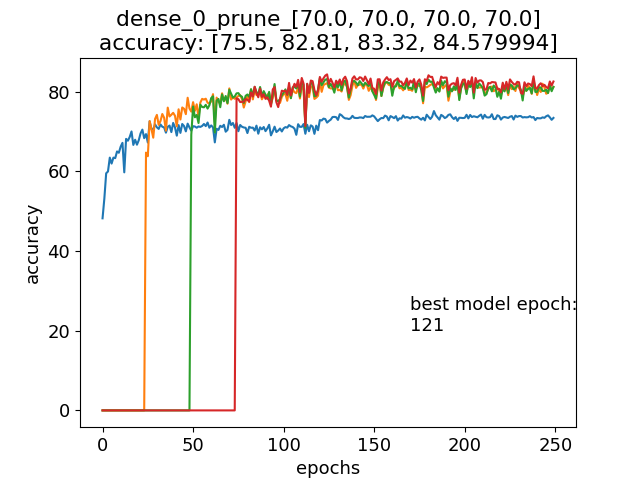 dense_0_prune_[70.0, 70.0, 70.0, 70.0]
accuracy: [75.5, 82.81, 83.32, 84.579994]
80
60
40
20
0
accuracy
best model epoch:
121
0 50 100 150 200 250
epochs